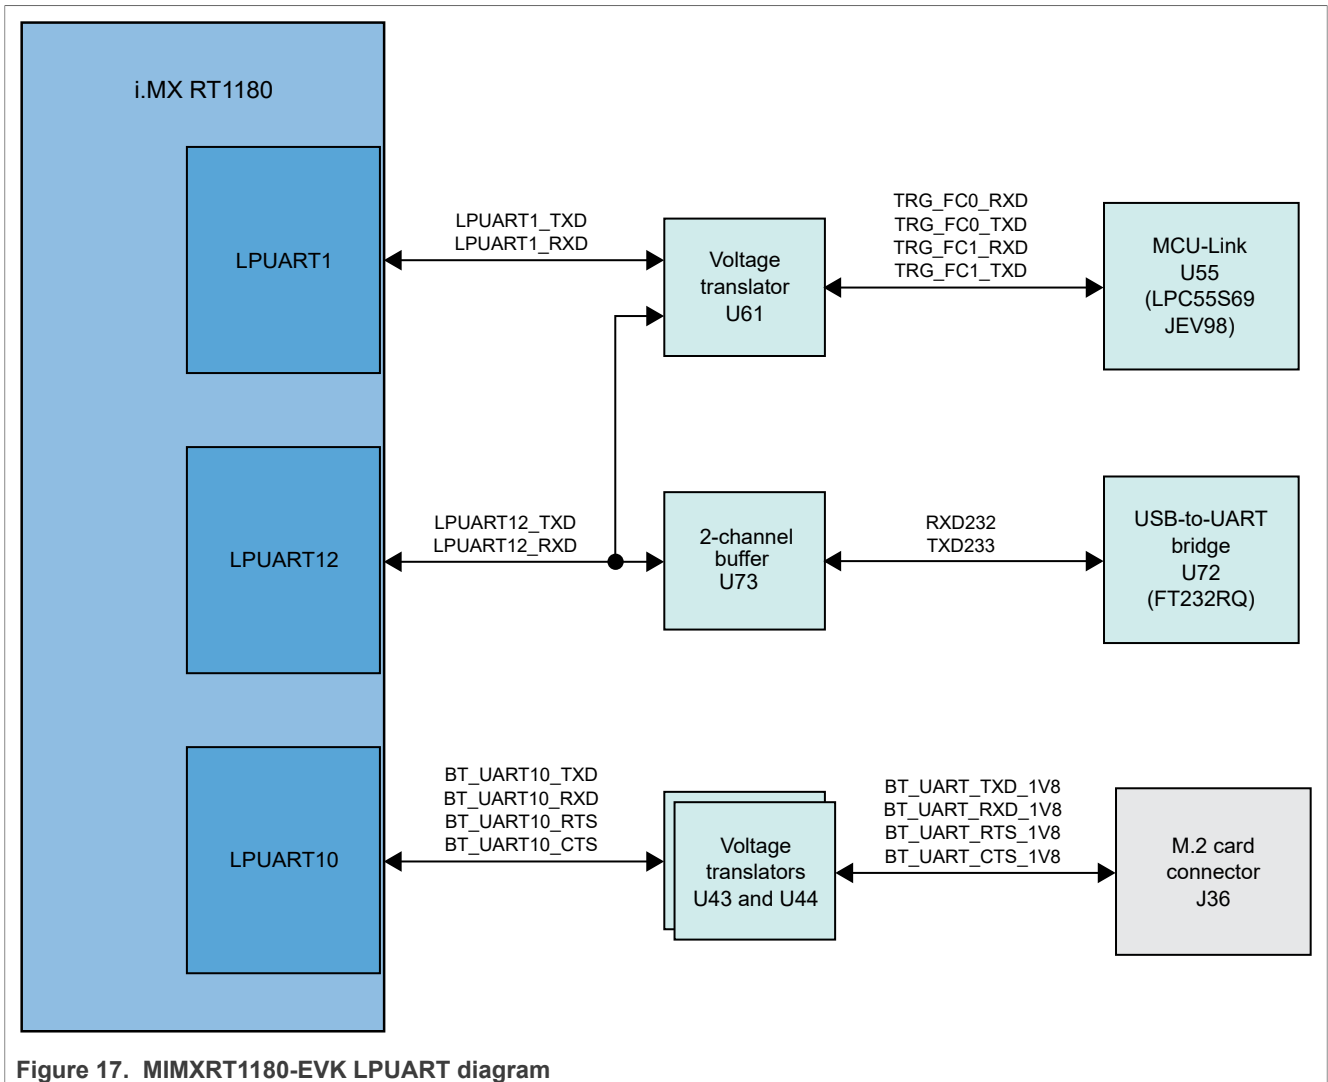 i.MX RT1180
LPUART1
LPUART1_TXD
LPUART1_RXD
Voltage
translator
U61
TRG_FC0_RXD
TRG_FC0_TXD
TRG_FC1_RXD
TRG_FC1_TXD
MCU-Link
U55
(LPC55S69
JEV98)
LPUART12
LPUART12_TXD
LPUART12_RXD
2-channel
buffer
U73
RXD232
TXD233
USB-to-UART
bridge
U72
(FT232RQ)
LPUART10
BT_UART10_TXD
BT_UART10_RXD
BT_UART10_RTS
BT_UART10_CTS
Voltage
translators
U43 and U44
BT_UART_TXD_1V8
BT_UART_RXD_1V8
BT_UART_RTS_1V8
BT_UART_CTS_1V8
M.2 card
connector
J36
Figure 17. MIMXRT1180-EVK LPUART diagram